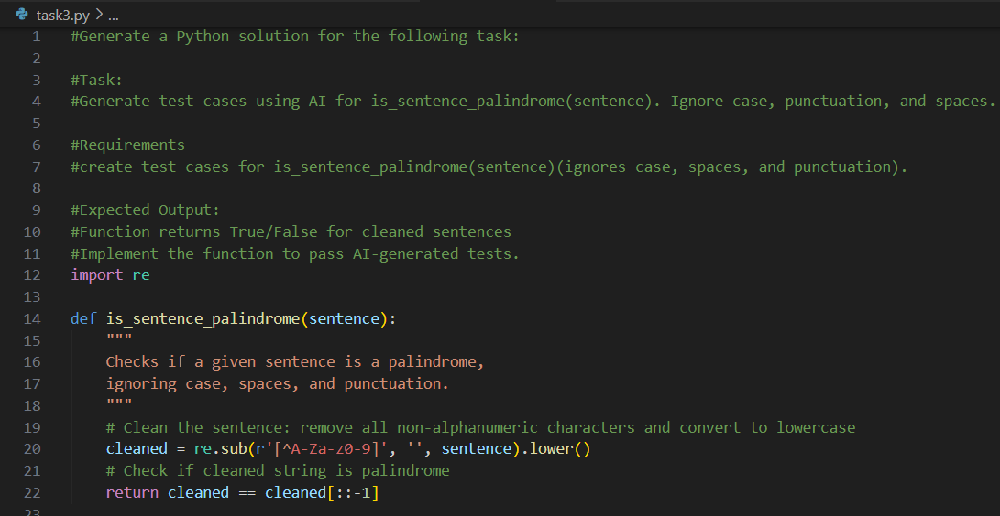 task3.py > ...
1 #Generate a Python solution for the following task:
2
3 #Task:
4 #Generate test cases using AI for is_sentence_palindrome(sentence). Ignore case, punctuation, and spaces.
5
6 #Requirements
7 #create test cases for is_sentence_palindrome(sentence)(ignores case, spaces, and punctuation).
8
9 #Expected Output:
10 #Function returns True/False for cleaned sentences
11 #Implement the function to pass AI-generated tests.
12 import re
13
14 def is_sentence_palindrome(sentence):
15     """
16     Checks if a given sentence is a palindrome,
17     ignoring case, spaces, and punctuation.
18     """
19     # Clean the sentence: remove all non-alphanumeric characters and convert to lowercase
20     cleaned = re.sub(r'[^A-Za-z0-9]', '', sentence).lower()
21     # Check if cleaned string is palindrome
22     return cleaned == cleaned[::-1]
23